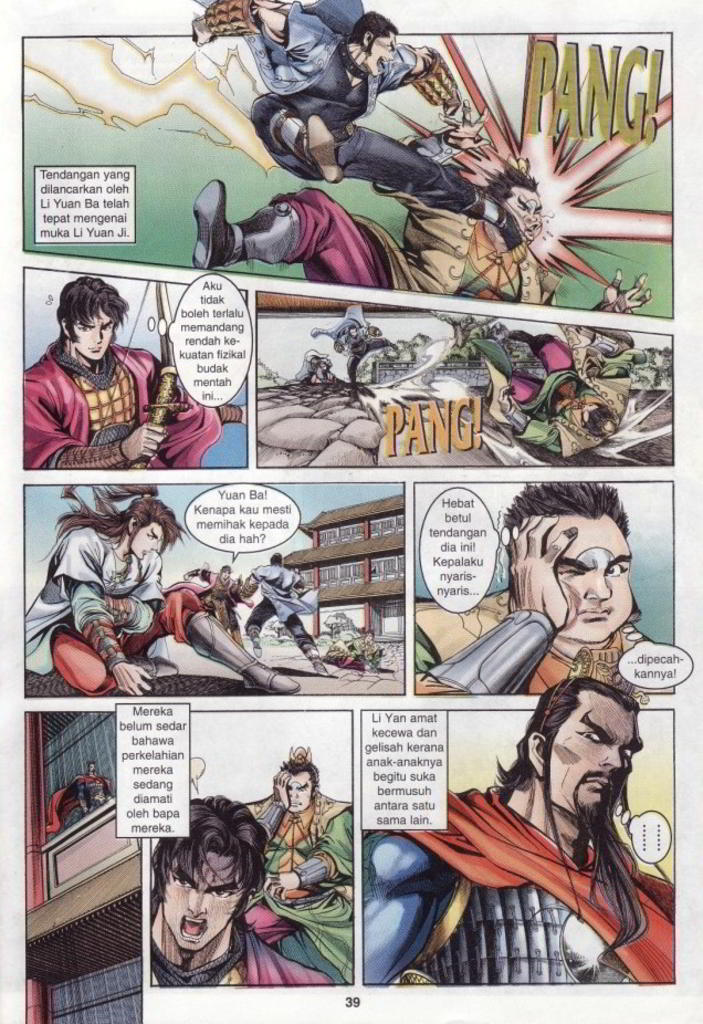 PANG!
Tendangan yang
dilancarkan oleh
Li Yuan Ba telah
tepat mengenai
muka Li Yuan Ji.
Aku
tidak
boleh terlalu
memandang
rendah ke-
kuatan fizikal
budak
mentah
ini...
PANG!
Yuan Ba!
Kenapa kau mesti
memihak kepada
dia hah?
Hebat
betul
tendangan
dia ini!
Kepalaku
nyaris-
nyaris...
...dipecah-
kannya!
Mereka
belum sedar
bahawa
perkelahian
mereka
sedang
diamati
oleh bapa
mereka.
Li Yan amat
kecewa dan
gelisah kerana
anak-anaknya
begitu suka
bermusuh
antara satu
sama lain.
39